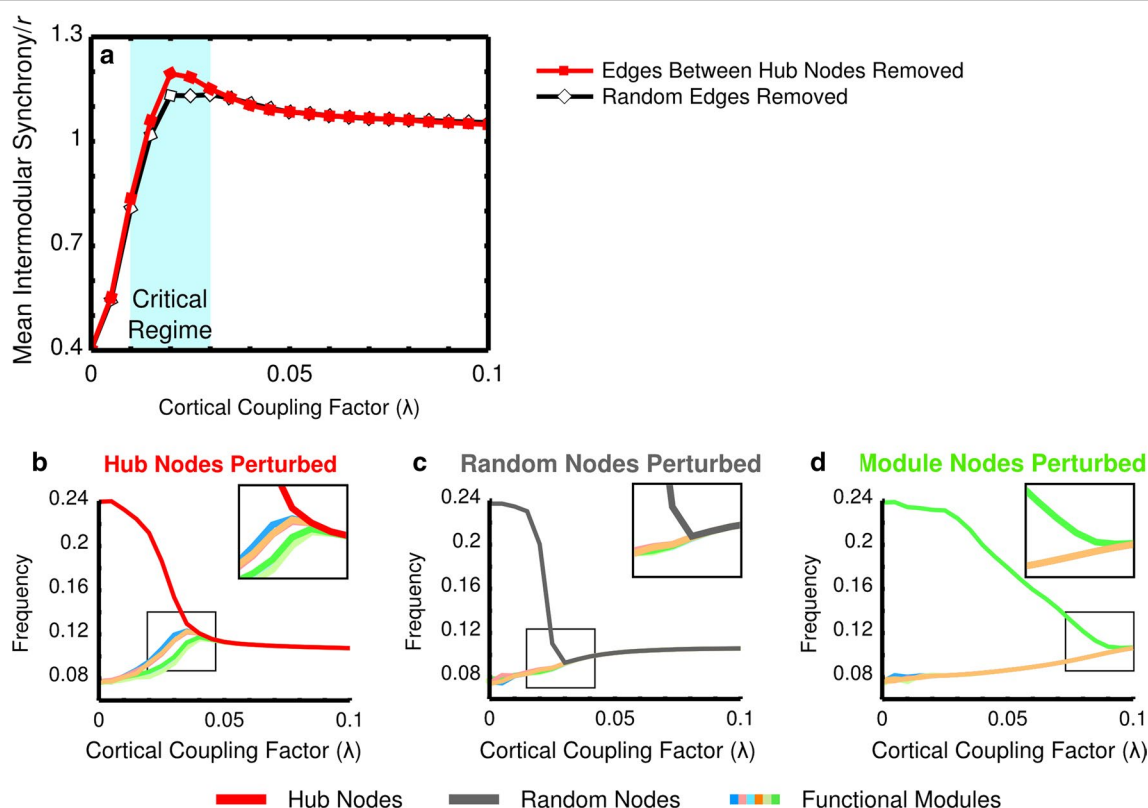 a
1.3
1
0.7
0.4
Mean Intermodular Synchrony/r
Critical
Regime
0
0.05
0.1
Cortical Coupling Factor (λ)
Edges Between Hub Nodes Removed
Random Edges Removed
b
Hub Nodes Perturbed
0.24
0.2
0.16
0.12
0.08
Frequency
0
0.05
0.1
Cortical Coupling Factor (λ)
c
Random Nodes Perturbed
0.24
0.2
0.16
0.12
0.08
Frequency
0
0.05
0.1
Cortical Coupling Factor (λ)
d
Module Nodes Perturbed
0.24
0.2
0.16
0.12
0.08
Frequency
0
0.05
0.1
Cortical Coupling Factor (λ)
Hub Nodes
Random Nodes
Functional Modules